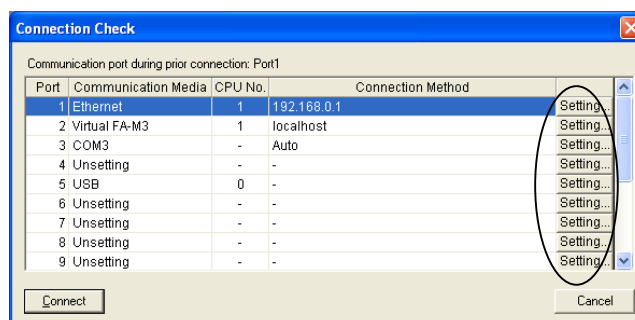 Connection Check
Communication port during prior connection: Port1
Port Communication Media CPU No. Connection Method
1 Ethernet 1 192.168.0.1 Setting...
2 Virtual FA-M3 1 localhost Setting...
3 COM3 - Auto Setting...
4 Unsetting - - Setting...
5 USB 0 - Setting...
6 Unsetting - - Setting...
7 Unsetting - - Setting...
8 Unsetting - - Setting...
9 Unsetting - - Setting...
Connect Cancel